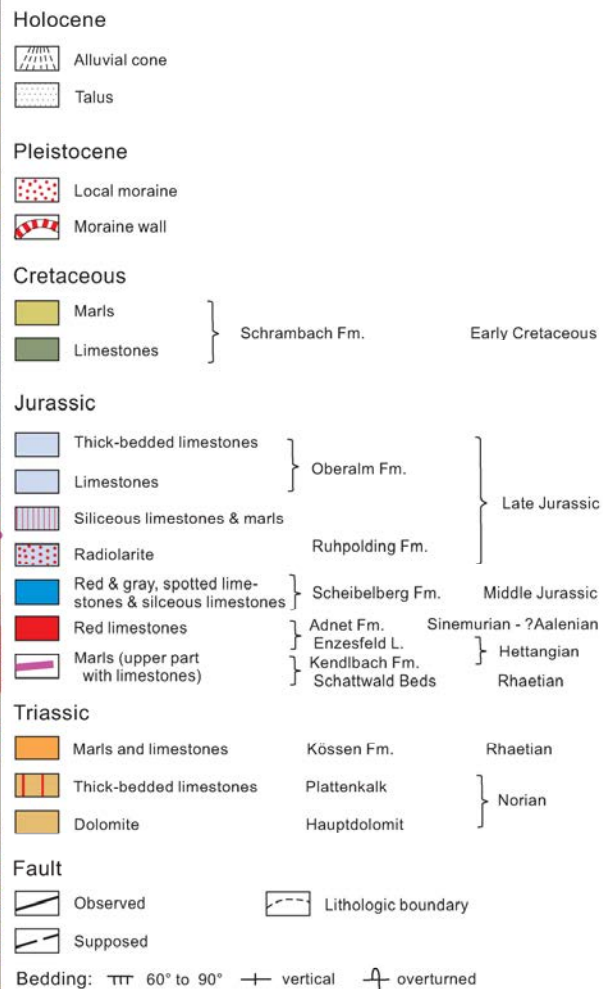 Holocene
Alluvial cone
Talus
Pleistocene
Local moraine
Moraine wall
Cretaceous
Marls
Limestones
Schrambach Fm.
Early Cretaceous
Jurassic
Thick-bedded limestones
Limestones
Oberalm Fm.
Siliceous limestones & marls
Late Jurassic
Radiolarite
Ruhpolding Fm.
Red & gray, spotted lime-
stones & silceous limestones
Scheibelberg Fm.
Middle Jurassic
Red limestones
Adnet Fm.
Sinemurian - ?Aalenian
Enzesfeld L.
Hettangian
Marls (upper part
with limestones)
Kendlbach Fm.
Schattwald Beds
Rhaetian
Triassic
Marls and limestones
Kössen Fm.
Rhaetian
Thick-bedded limestones
Plattenkalk
Norian
Dolomite
Hauptdolomit
Fault
Observed
Lithologic boundary
Supposed
Bedding: 60° to 90° vertical overturned